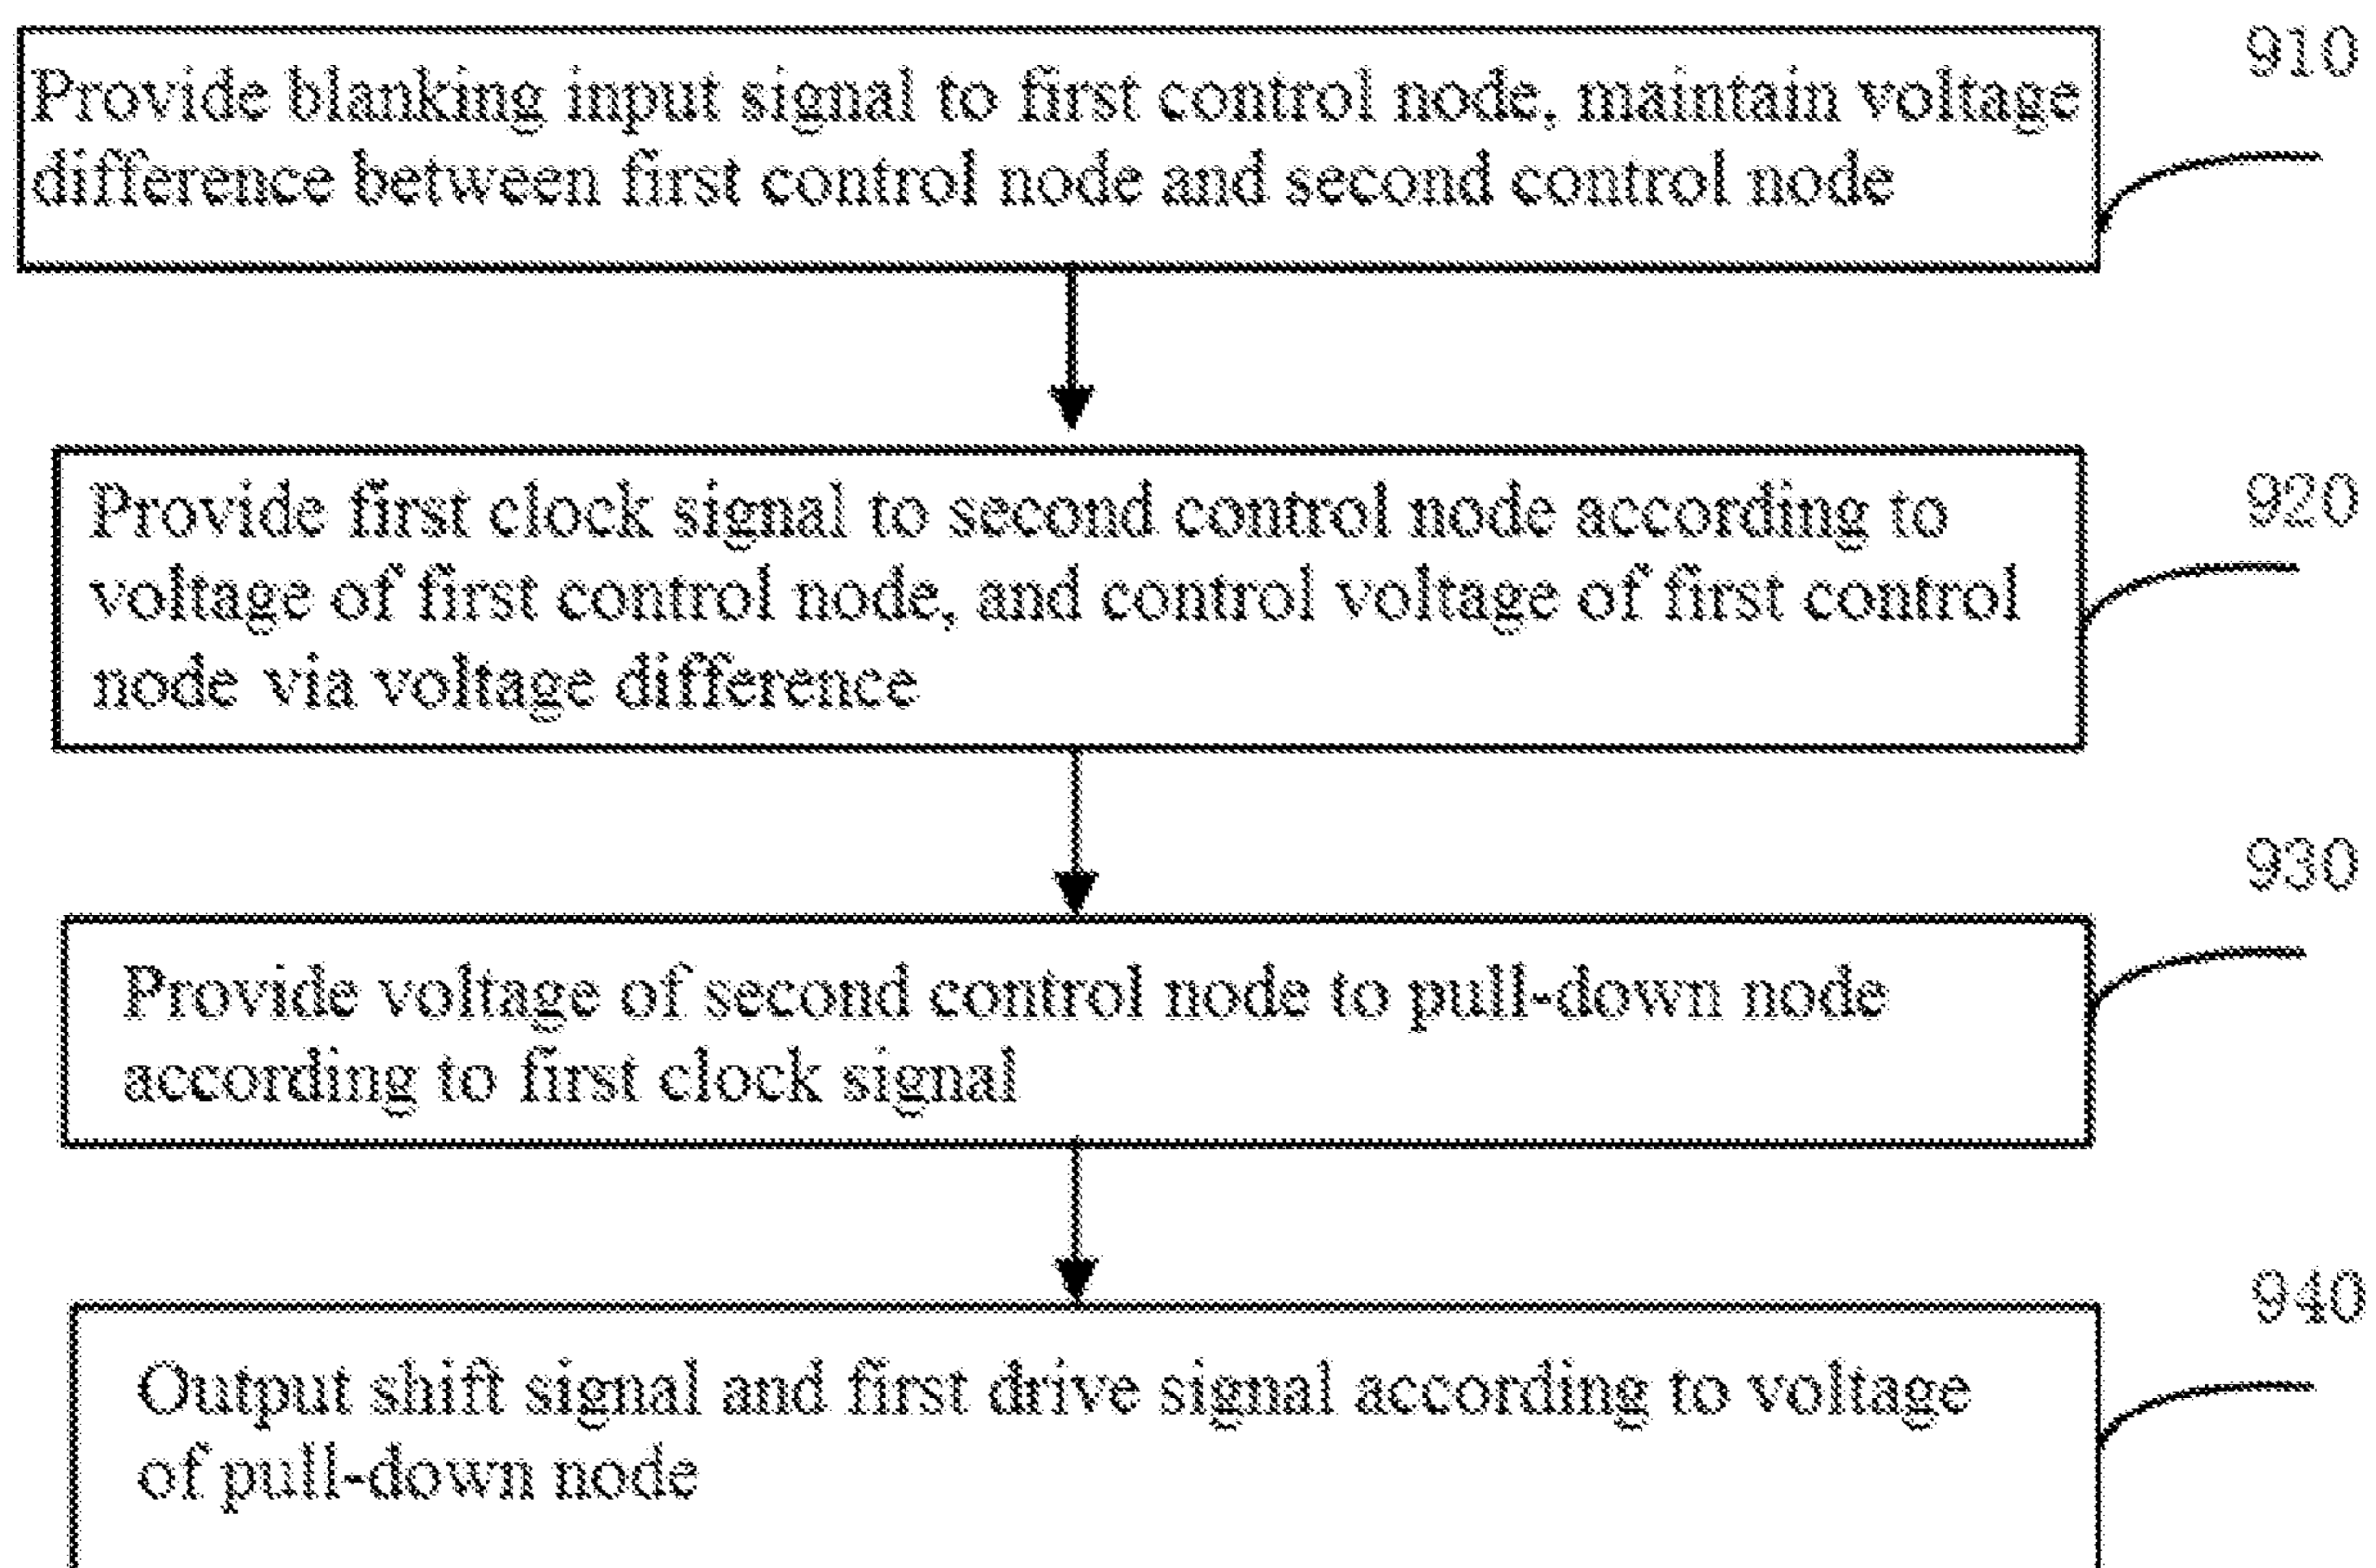 910
Provide blanking input signal to first control node, maintain voltage
difference between first control node and second control node
920
Provide first clock signal to second control node according to
voltage of first control node, and control voltage of first control
node via voltage difference
930
Provide voltage of second control node to pull-down node
according to first clock signal
940
Output shift signal and first drive signal according to voltage
of pull-down node